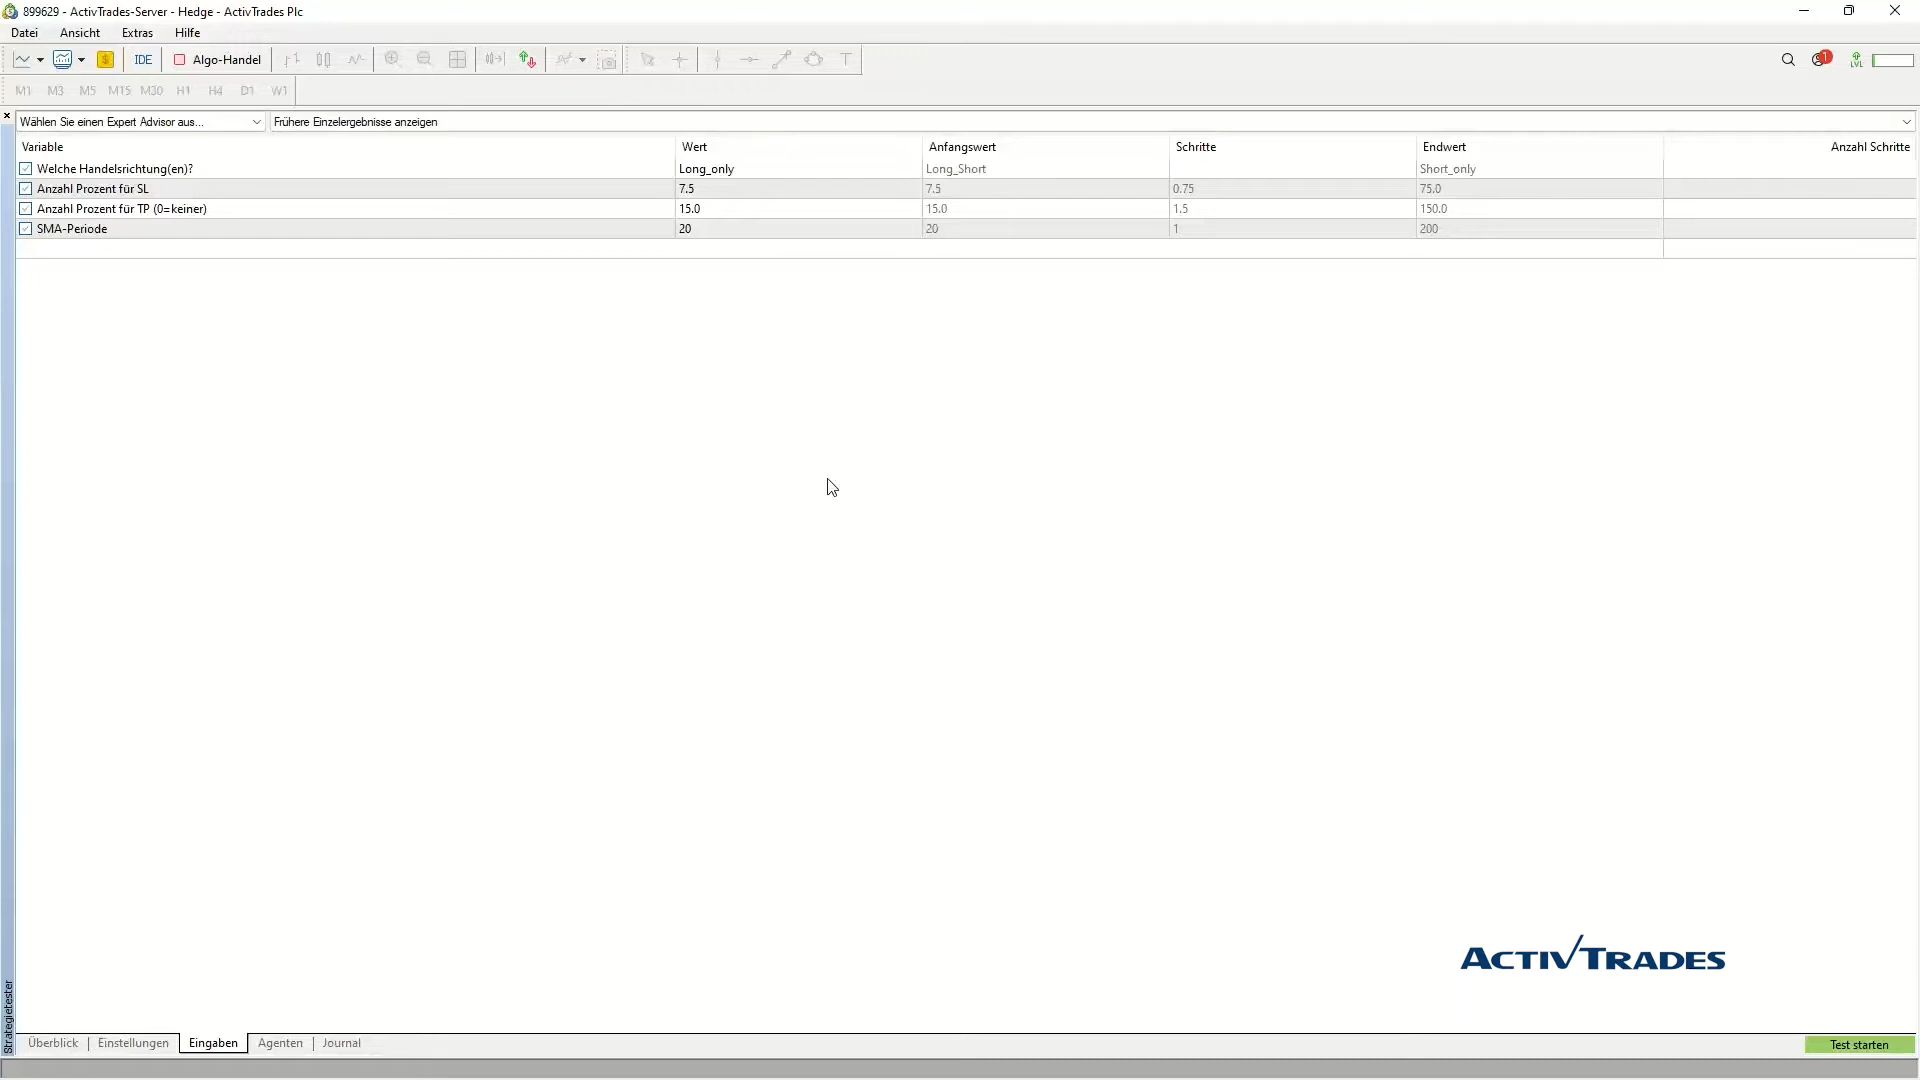 899629 - ActivTrades-Server - Hedge - ActivTrades Plc
Datei Ansicht Extras Hilfe
IDE Algo-Handel 1 LVL
M1 M3 M5 M15 M30 H1 H4 D1 W1
Wählen Sie einen Expert Advisor aus... Frühere Einzelergebnisse anzeigen
Variable Wert Anfangswert Schritte Endwert Anzahl Schritte
Welche Handelsrichtung(en)? Long_only Long_Short Short_only
Anzahl Prozent für SL 7.5 7.5 0.75 75.0
Anzahl Prozent für TP (0=keiner) 15.0 15.0 1.5 150.0
SMA-Periode 20 20 1 200
ACTIVTRADES
Strategietester
Überblick Einstellungen Eingaben Agenten Journal Test starten